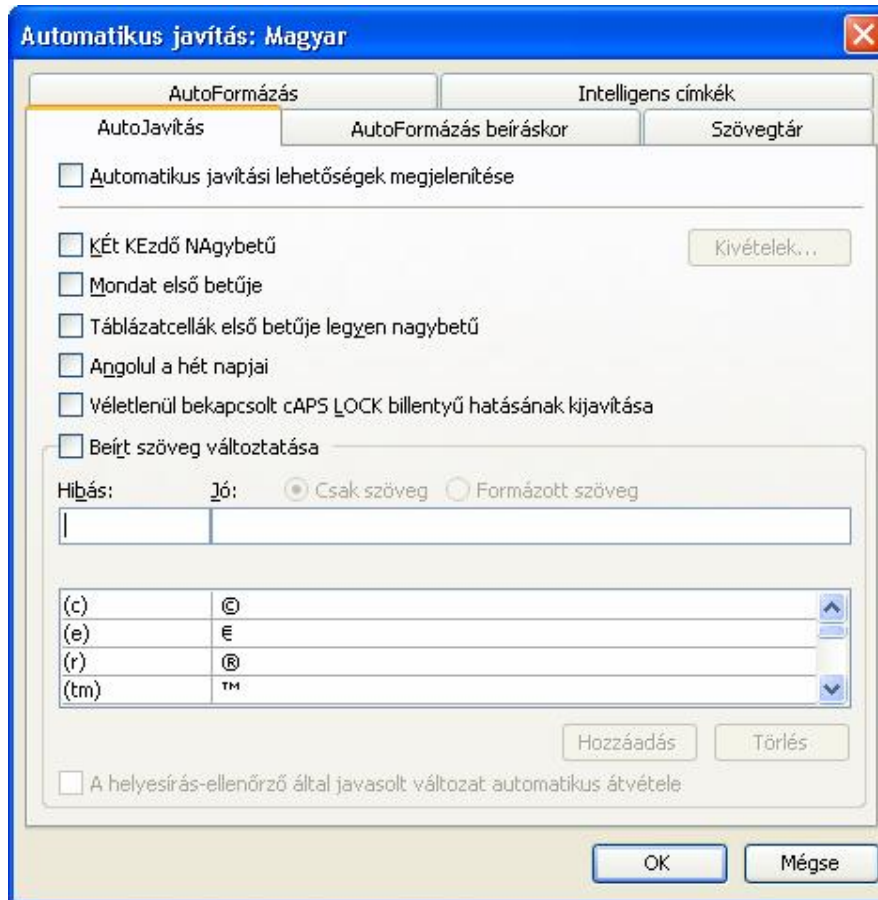 Automatikus javítás: Magyar
AutoFormázás
Intelligens címkék
AutoJavítás
AutoFormázás beíráskor
Szövegtár
Automatikus javítási lehetőségek megjelenítése
KÉt KEzdő NAgybetű
Kivételek...
Mondat első betűje
Táblázatcellák első betűje legyen nagybetű
Angolul a hét napjai
Véletlenül bekapcsolt cAPS LOCK billentyű hatásának kijavítása
Beírt szöveg változtatása
Hibás:
Jó:
Csak szöveg
Formázott szöveg
(c) ©
(e) €
(r) ®
(tm) ™
Hozzáadás
Törlés
A helyesírás-ellenőrző által javasolt változat automatikus átvétele
OK
Mégse